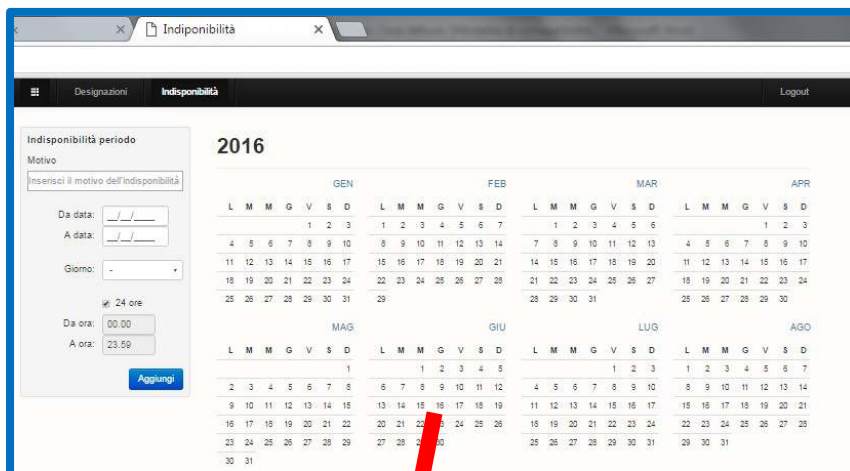 Indiponibilità
Designazioni Indisponibilità Logout
Indisponibilità periodo
Motivo
Inserisci il motivo dell'indisponibilità
Da data: __/__/____
A data: __/__/____
Giorno: -
24 ore
Da ora: 00.00
A ora: 23.59
Aggiungi
2016
GEN FEB MAR APR
L M M G V S D L M M G V S D L M M G V S D L M M G V S D
1 2 3 1 2 3 4 5 6 7 1 2 3 4 5 6 1 2 3
4 5 6 7 8 9 10 8 9 10 11 12 13 14 7 8 9 10 11 12 13 4 5 6 7 8 9 10
11 12 13 14 15 16 17 15 16 17 18 19 20 21 14 15 16 17 18 19 20 11 12 13 14 15 16 17
18 19 20 21 22 23 24 22 23 24 25 26 27 28 21 22 23 24 25 26 27 18 19 20 21 22 23 24
25 26 27 28 29 30 31 29 28 29 30 31 25 26 27 28 29 30
MAG GIU LUG AGO
L M M G V S D L M M G V S D L M M G V S D L M M G V S D
1 1 2 3 4 5 1 2 3 1 2 3 4 5 6 7
2 3 4 5 6 7 8 6 7 8 9 10 11 12 4 5 6 7 8 9 10 8 9 10 11 12 13 14
9 10 11 12 13 14 15 13 14 15 16 17 18 19 11 12 13 14 15 16 17 15 16 17 18 19 20 21
16 17 18 19 20 21 22 20 21 22 24 25 26 18 19 20 21 22 23 24 22 23 24 25 26 27 28
23 24 25 26 27 28 29 27 28 30 25 26 27 28 29 30 31 29 30 31
30 31